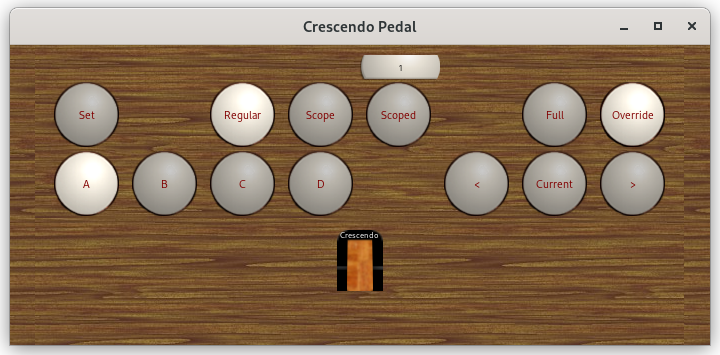 Crescendo Pedal
1
Set Regular Scope Scoped Full Override
A B C D < Current >
Crescendo